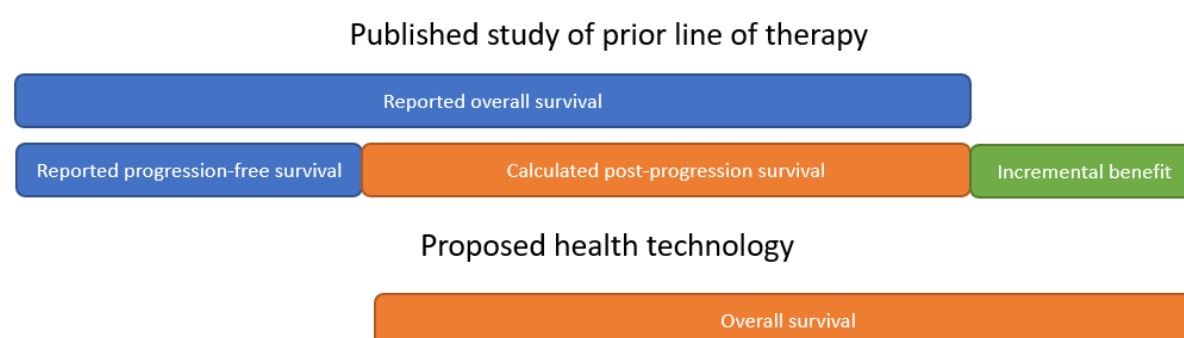 Published study of prior line of therapy
Reported overall survival
Reported progression-free survival
Calculated post-progression survival
Incremental benefit
Proposed health technology
Overall survival